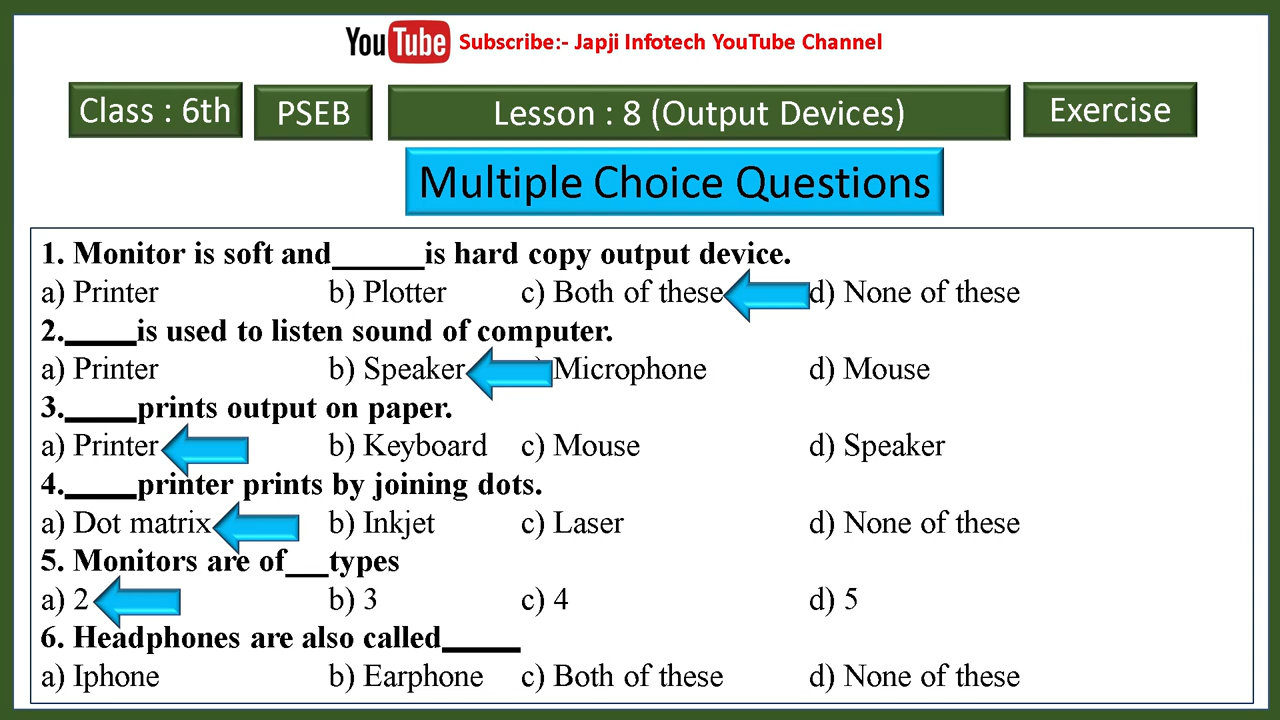 YouTube Subscribe:- Japji Infotech YouTube Channel
Class : 6th PSEB Lesson : 8 (Output Devices) Exercise
Multiple Choice Questions
1. Monitor is soft and______is hard copy output device.
a) Printer b) Plotter c) Both of these d) None of these
2._____is used to listen sound of computer.
a) Printer b) Speaker ) Microphone d) Mouse
3._____prints output on paper.
a) Printer b) Keyboard c) Mouse d) Speaker
4._____printer prints by joining dots.
a) Dot matrix b) Inkjet c) Laser d) None of these
5. Monitors are of___types
a) 2 b) 3 c) 4 d) 5
6. Headphones are also called_____
a) Iphone b) Earphone c) Both of these d) None of these